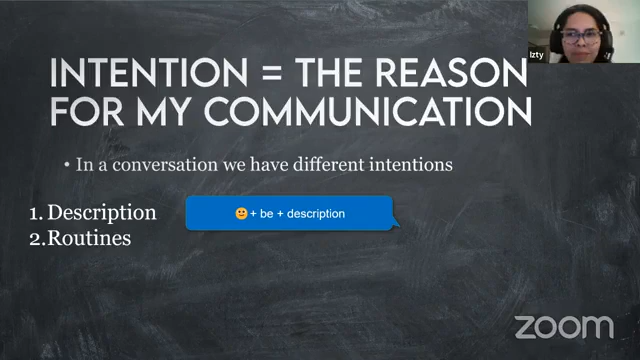 Izty
INTENTION = THE REASON
FOR MY COMMUNICATION
• In a conversation we have different intentions
1. Description
🙂 + be + description
2. Routines
zoom